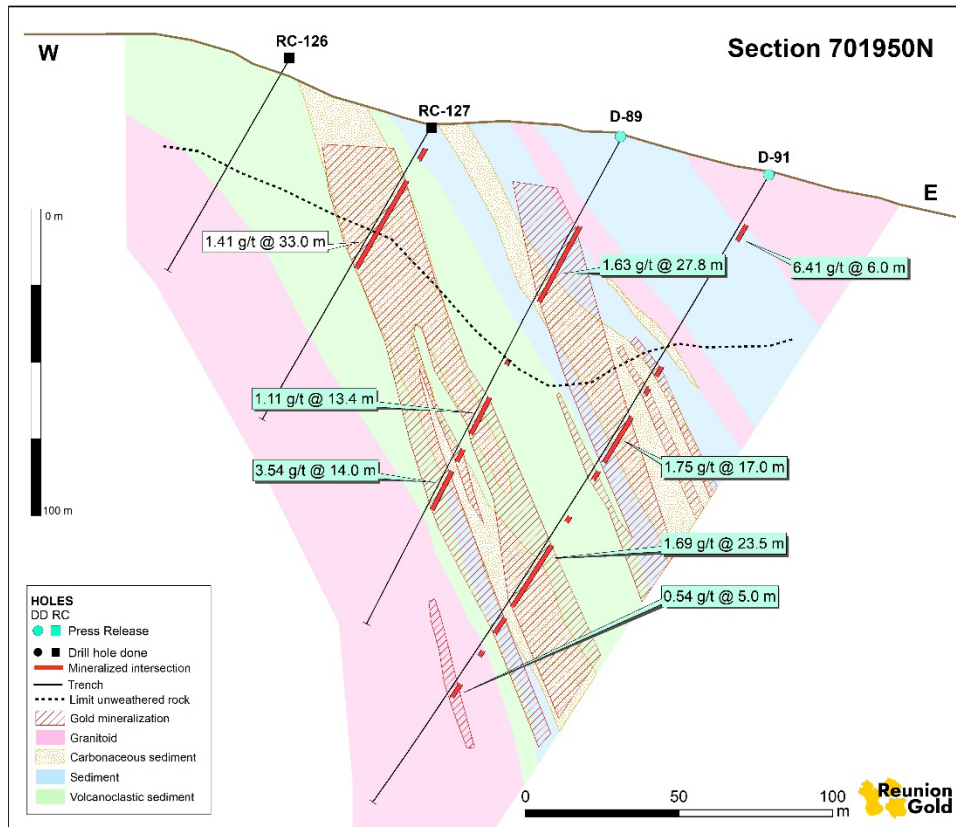 W
RC-126
Section 701950N
RC-127
D-89
D-91
E
0 m
1.41 g/t @ 33.0 m
1.63 g/t @ 27.8 m
6.41 g/t @ 6.0 m
1.11 g/t @ 13.4 m
3.54 g/t @ 14.0 m
1.75 g/t @ 17.0 m
100 m
1.69 g/t @ 23.5 m
0.54 g/t @ 5.0 m
HOLES
DD RC
Press Release
Drill hole done
Mineralized intersection
Trench
Limit unweathered rock
Gold mineralization
Granitoid
Carbonaceous sediment
Sediment
Volcanoclastic sediment
0 50 100
m
Reunion
Gold